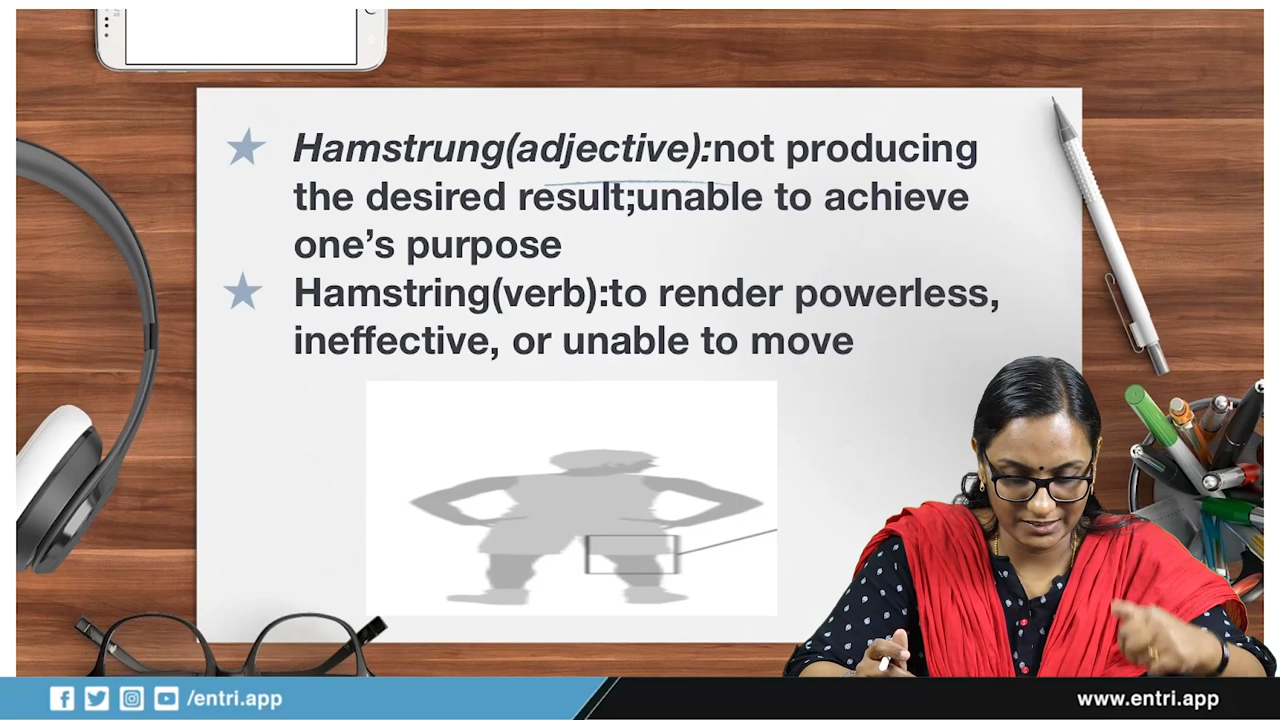 Hamstrung(adjective):not producing
the desired result;unable to achieve
one’s purpose
Hamstring(verb):to render powerless,
ineffective, or unable to move
/entri.app
www.entri.app